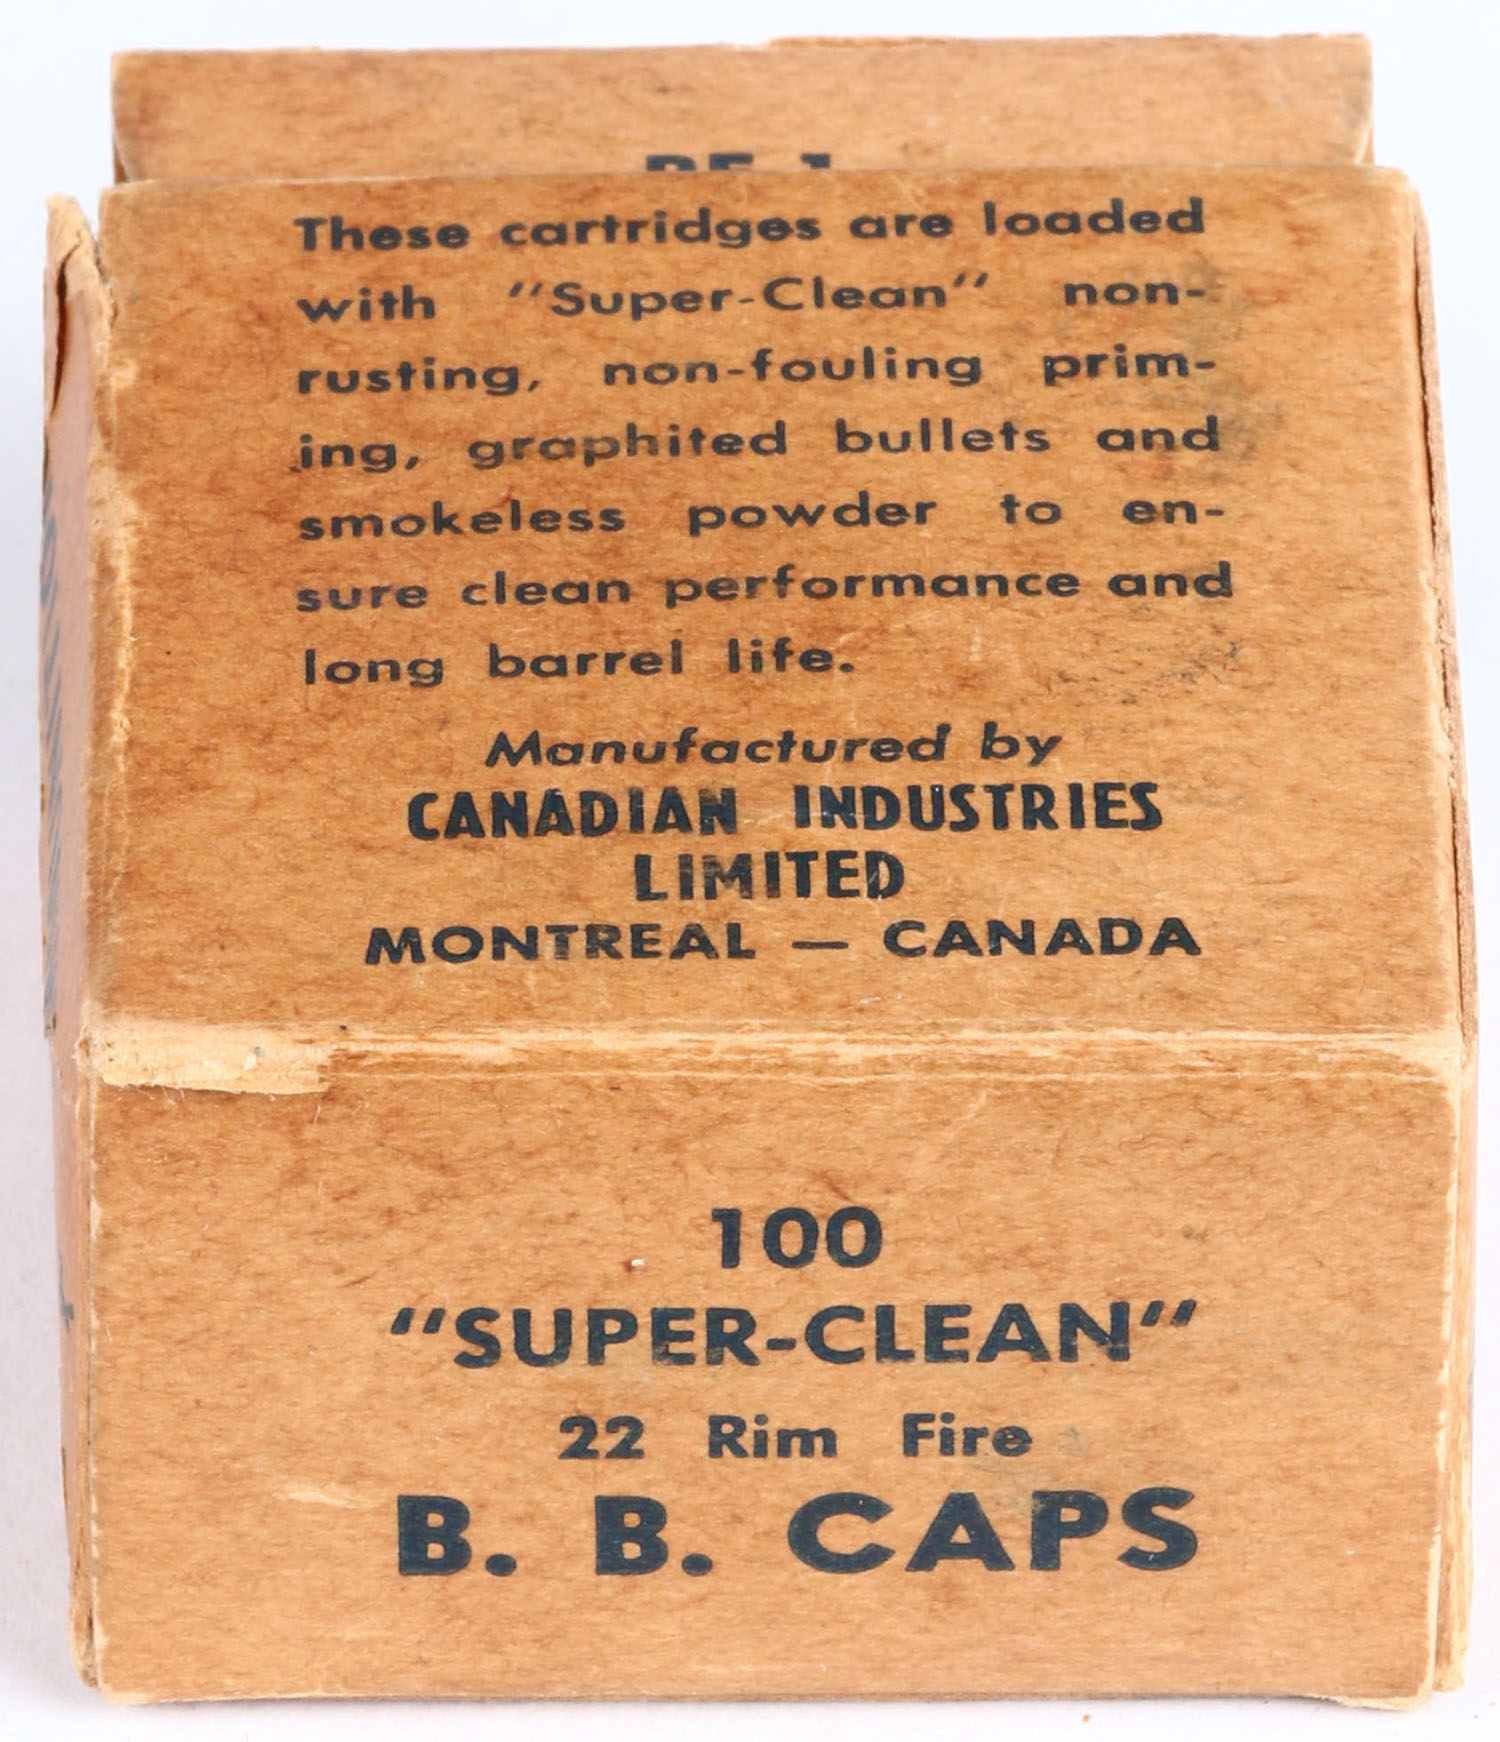 These cartridges are loaded
with "Super-Clean" non-
rusting, non-fouling prim-
ing, graphited bullets and
smokeless powder to en-
sure clean performance and
long barrel life.
Manufactured by
CANADIAN INDUSTRIES
LIMITED
MONTREAL — CANADA
100
"SUPER-CLEAN"
22 Rim Fire
B. B. CAPS